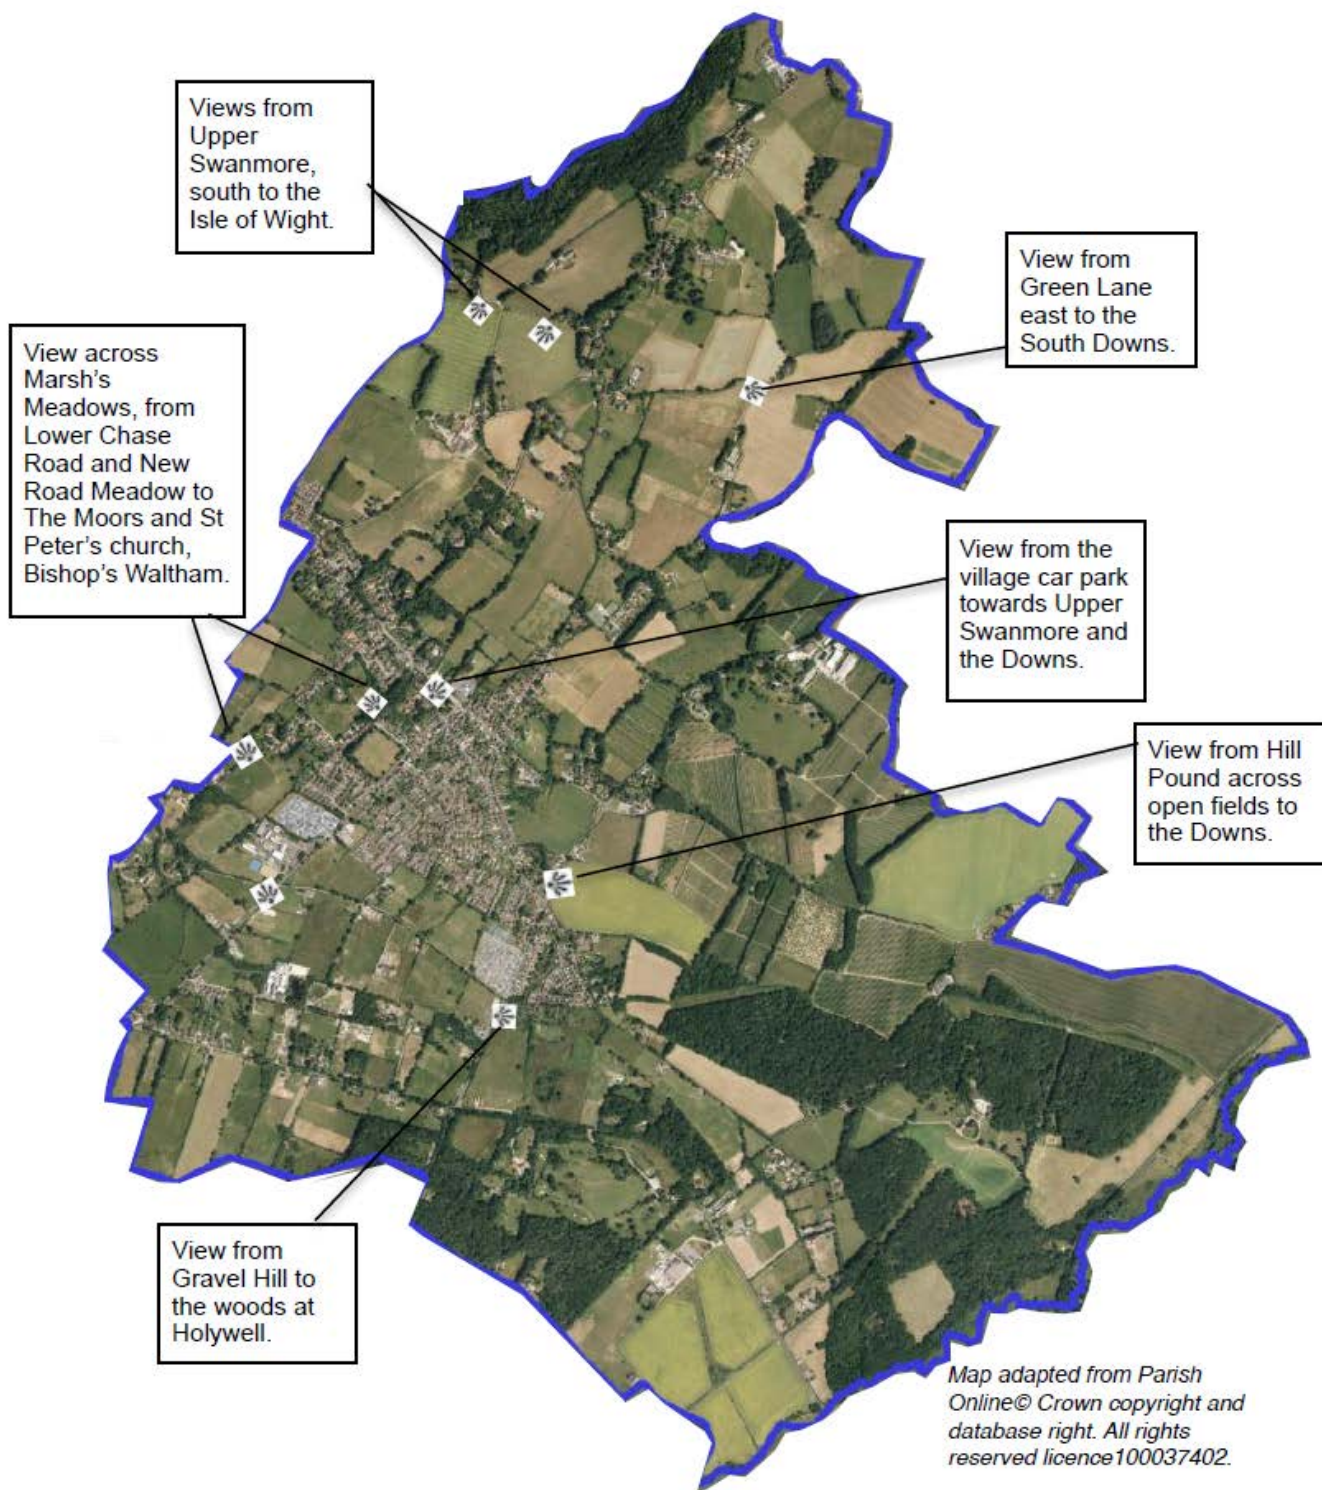 Views from
Upper
Swanmore,
south to the
Isle of Wight.
View from
Green Lane
east to the
South Downs.
View across
Marsh's
Meadows, from
Lower Chase
Road and New
Road Meadow to
The Moors and St
Peter's church,
Bishop's Waltham.
View from the
village car park
towards Upper
Swanmore and
the Downs.
View from Hill
Pound across
open fields to
the Downs.
View from
Gravel Hill to
the woods at
Holywell.
Map adapted from Parish
Online© Crown copyright and
database right. All rights
reserved licence100037402.